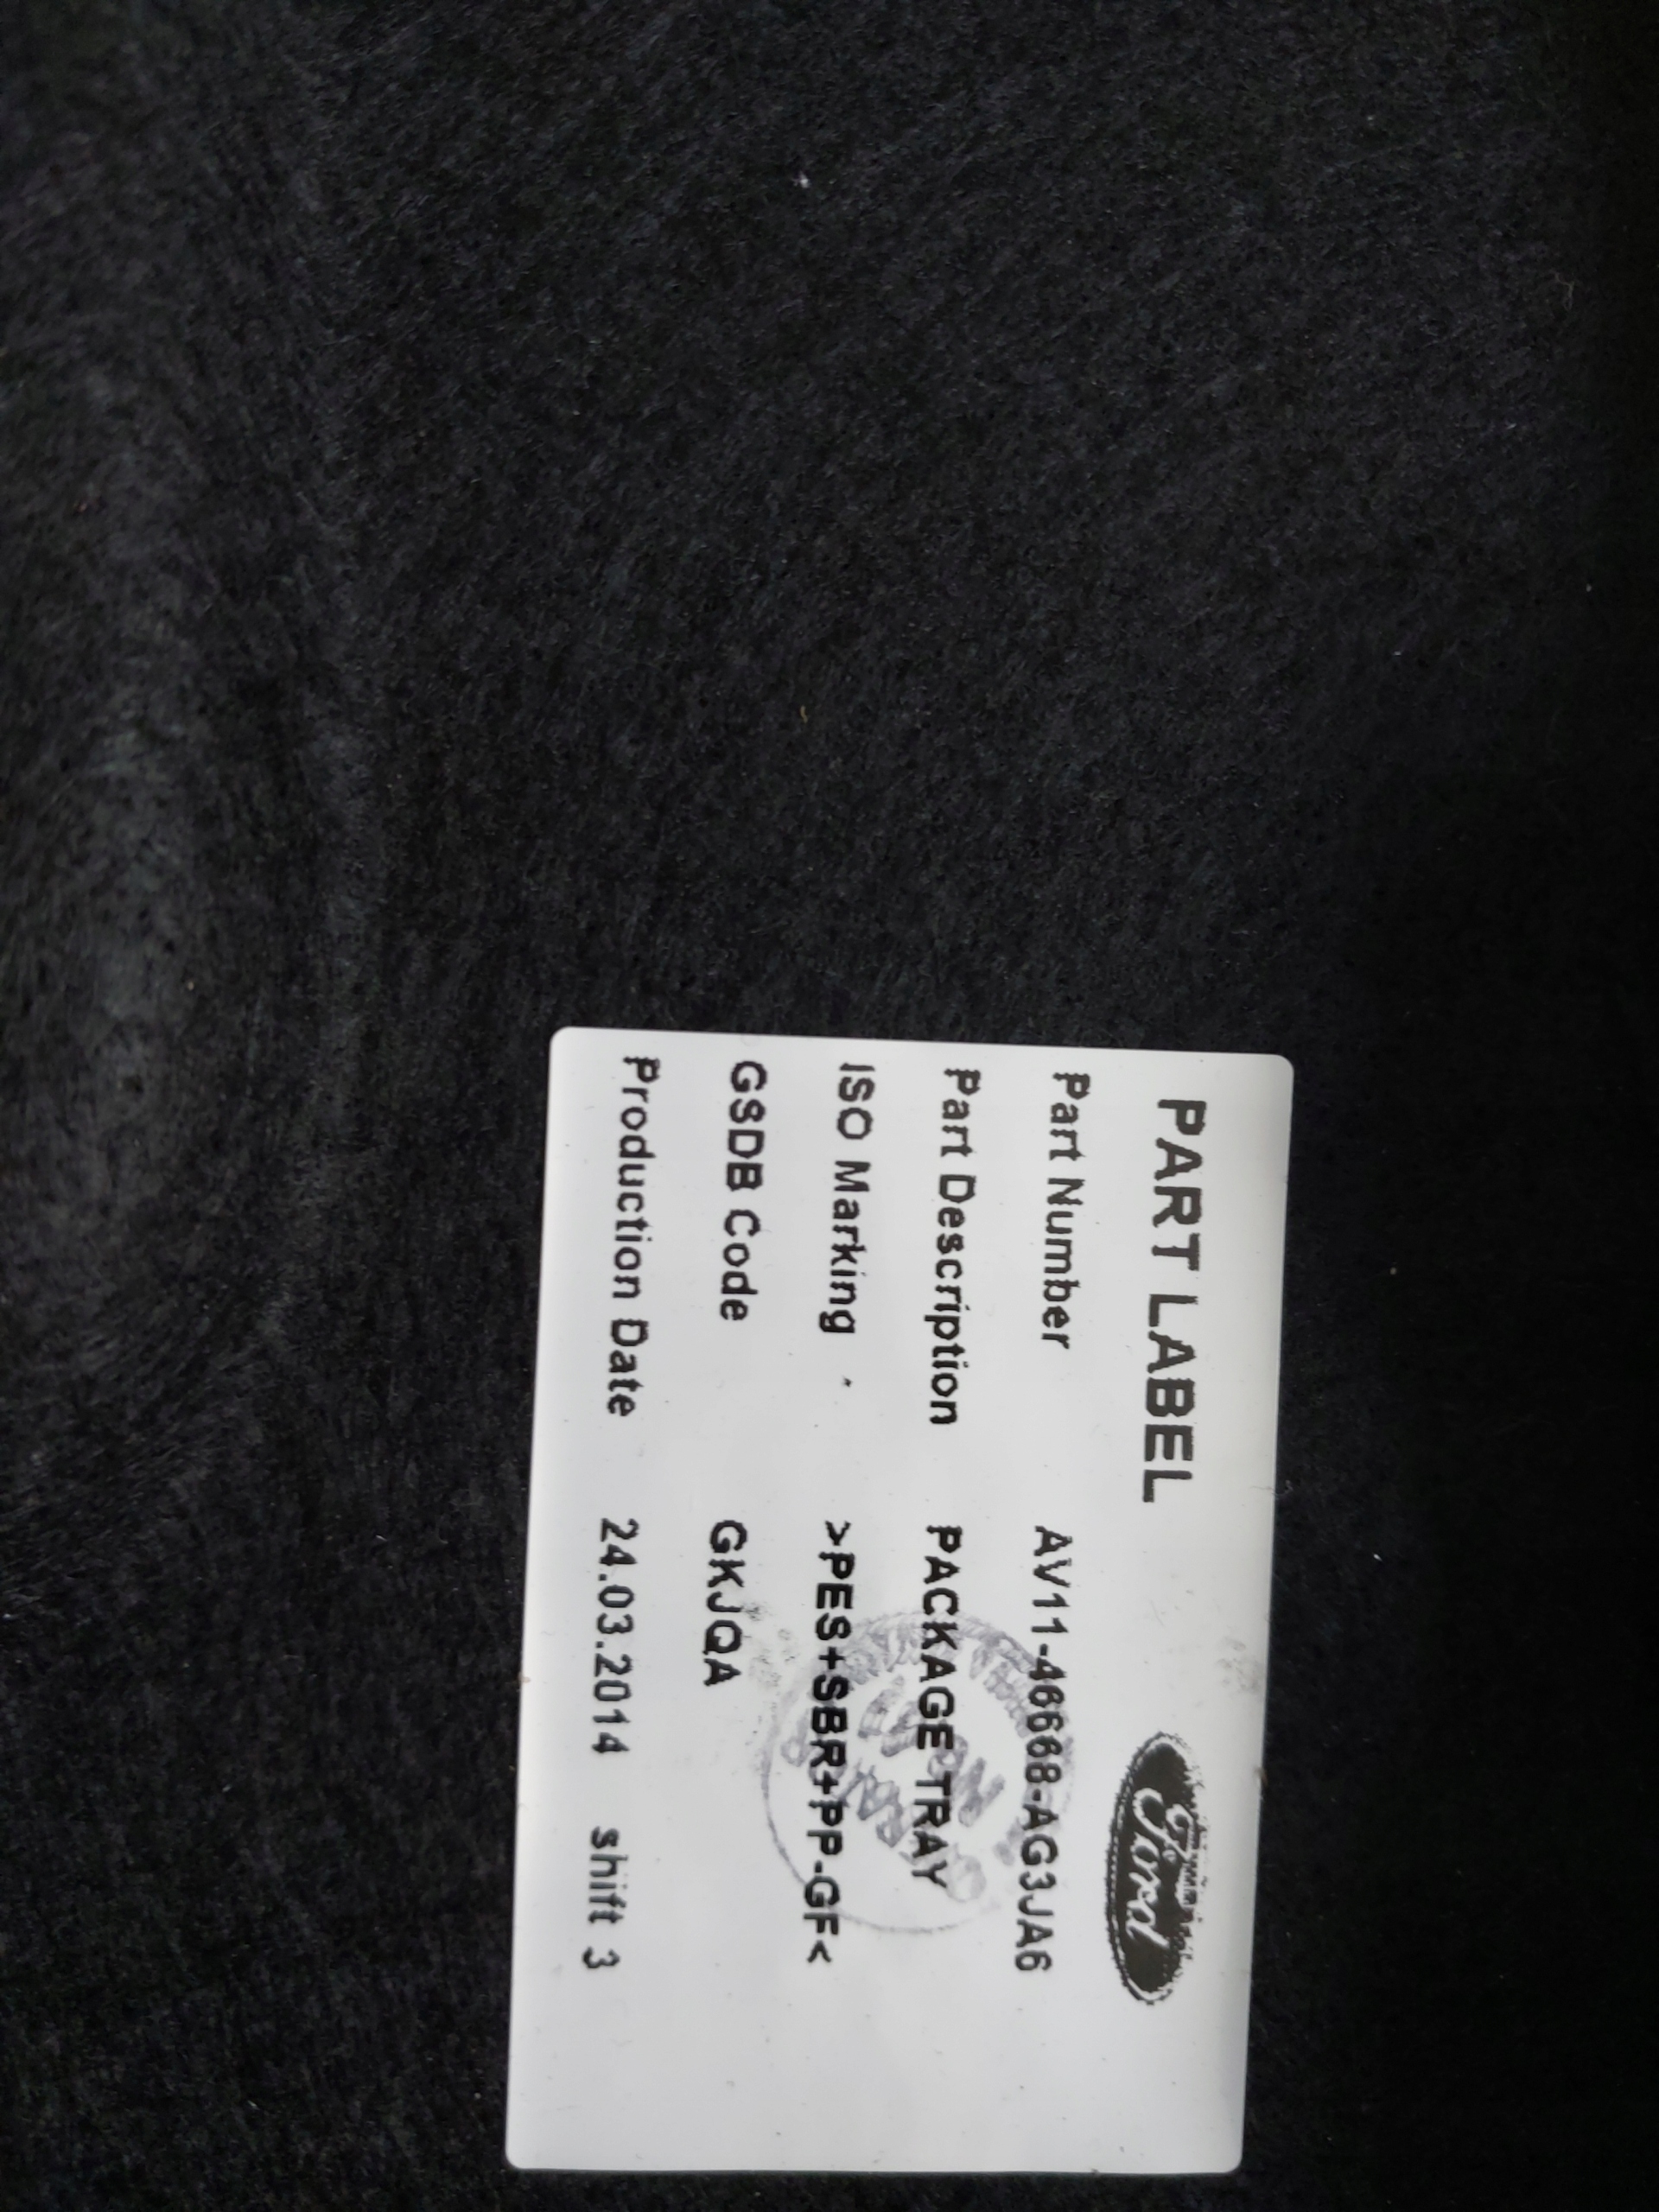 PART LABEL
Ford
Part Number AV11-46668-AG3JA6
Part Description PACKAGE TRAY
ISO Marking >PES+SBR+PP-GF<
GSDB Code GKJQA
Production Date 24.03.2014 shift 3